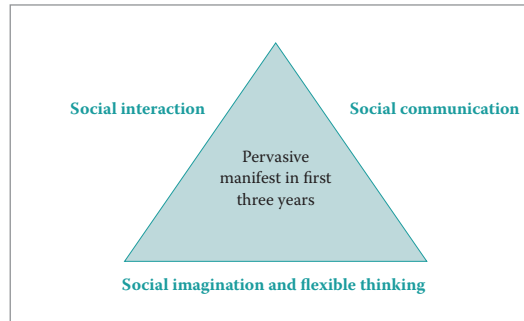 Social interaction
Social communication
Pervasive
manifest in first
three years
Social imagination and flexible thinking